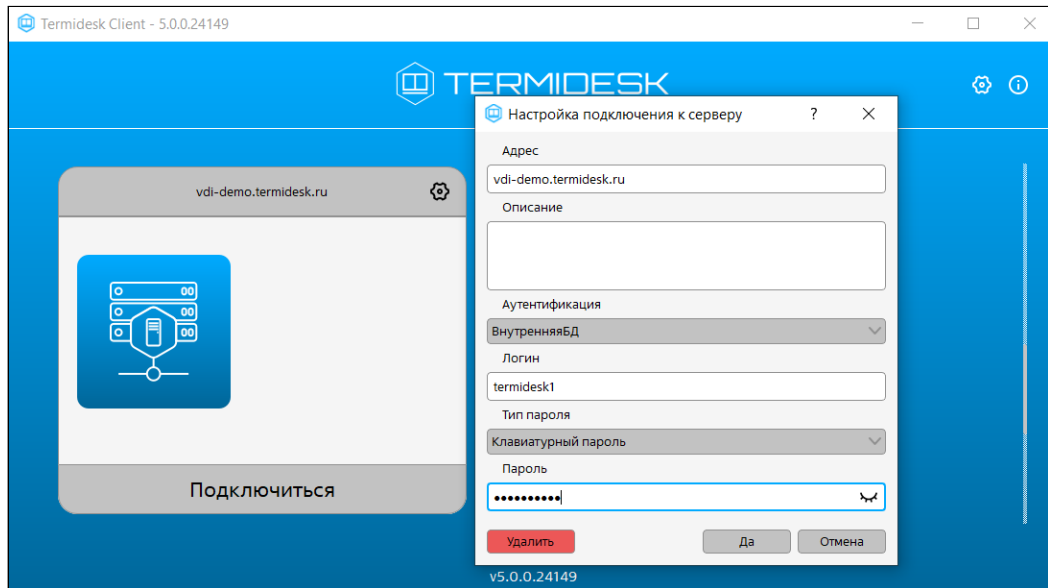 Termidesk Client - 5.0.0.24149
TERMIDESK
Настройка подключения к серверу
?
Адрес
vdi-demo.termidesk.ru
vdi-demo.termidesk.ru
Описание
Аутентификация
ВнутренняяБД
Логин
termidesk1
Тип пароля
Клавиатурный пароль
Пароль
••••••••••
Подключиться
Удалить
Да
Отмена
v5.0.0.24149